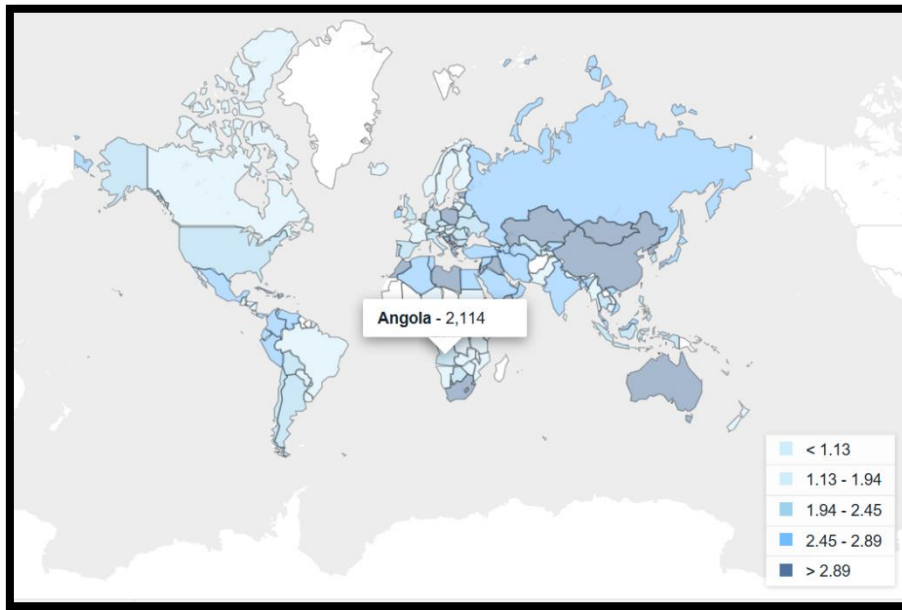 Angola - 2,114
< 1.13
1.13 - 1.94
1.94 - 2.45
2.45 - 2.89
> 2.89